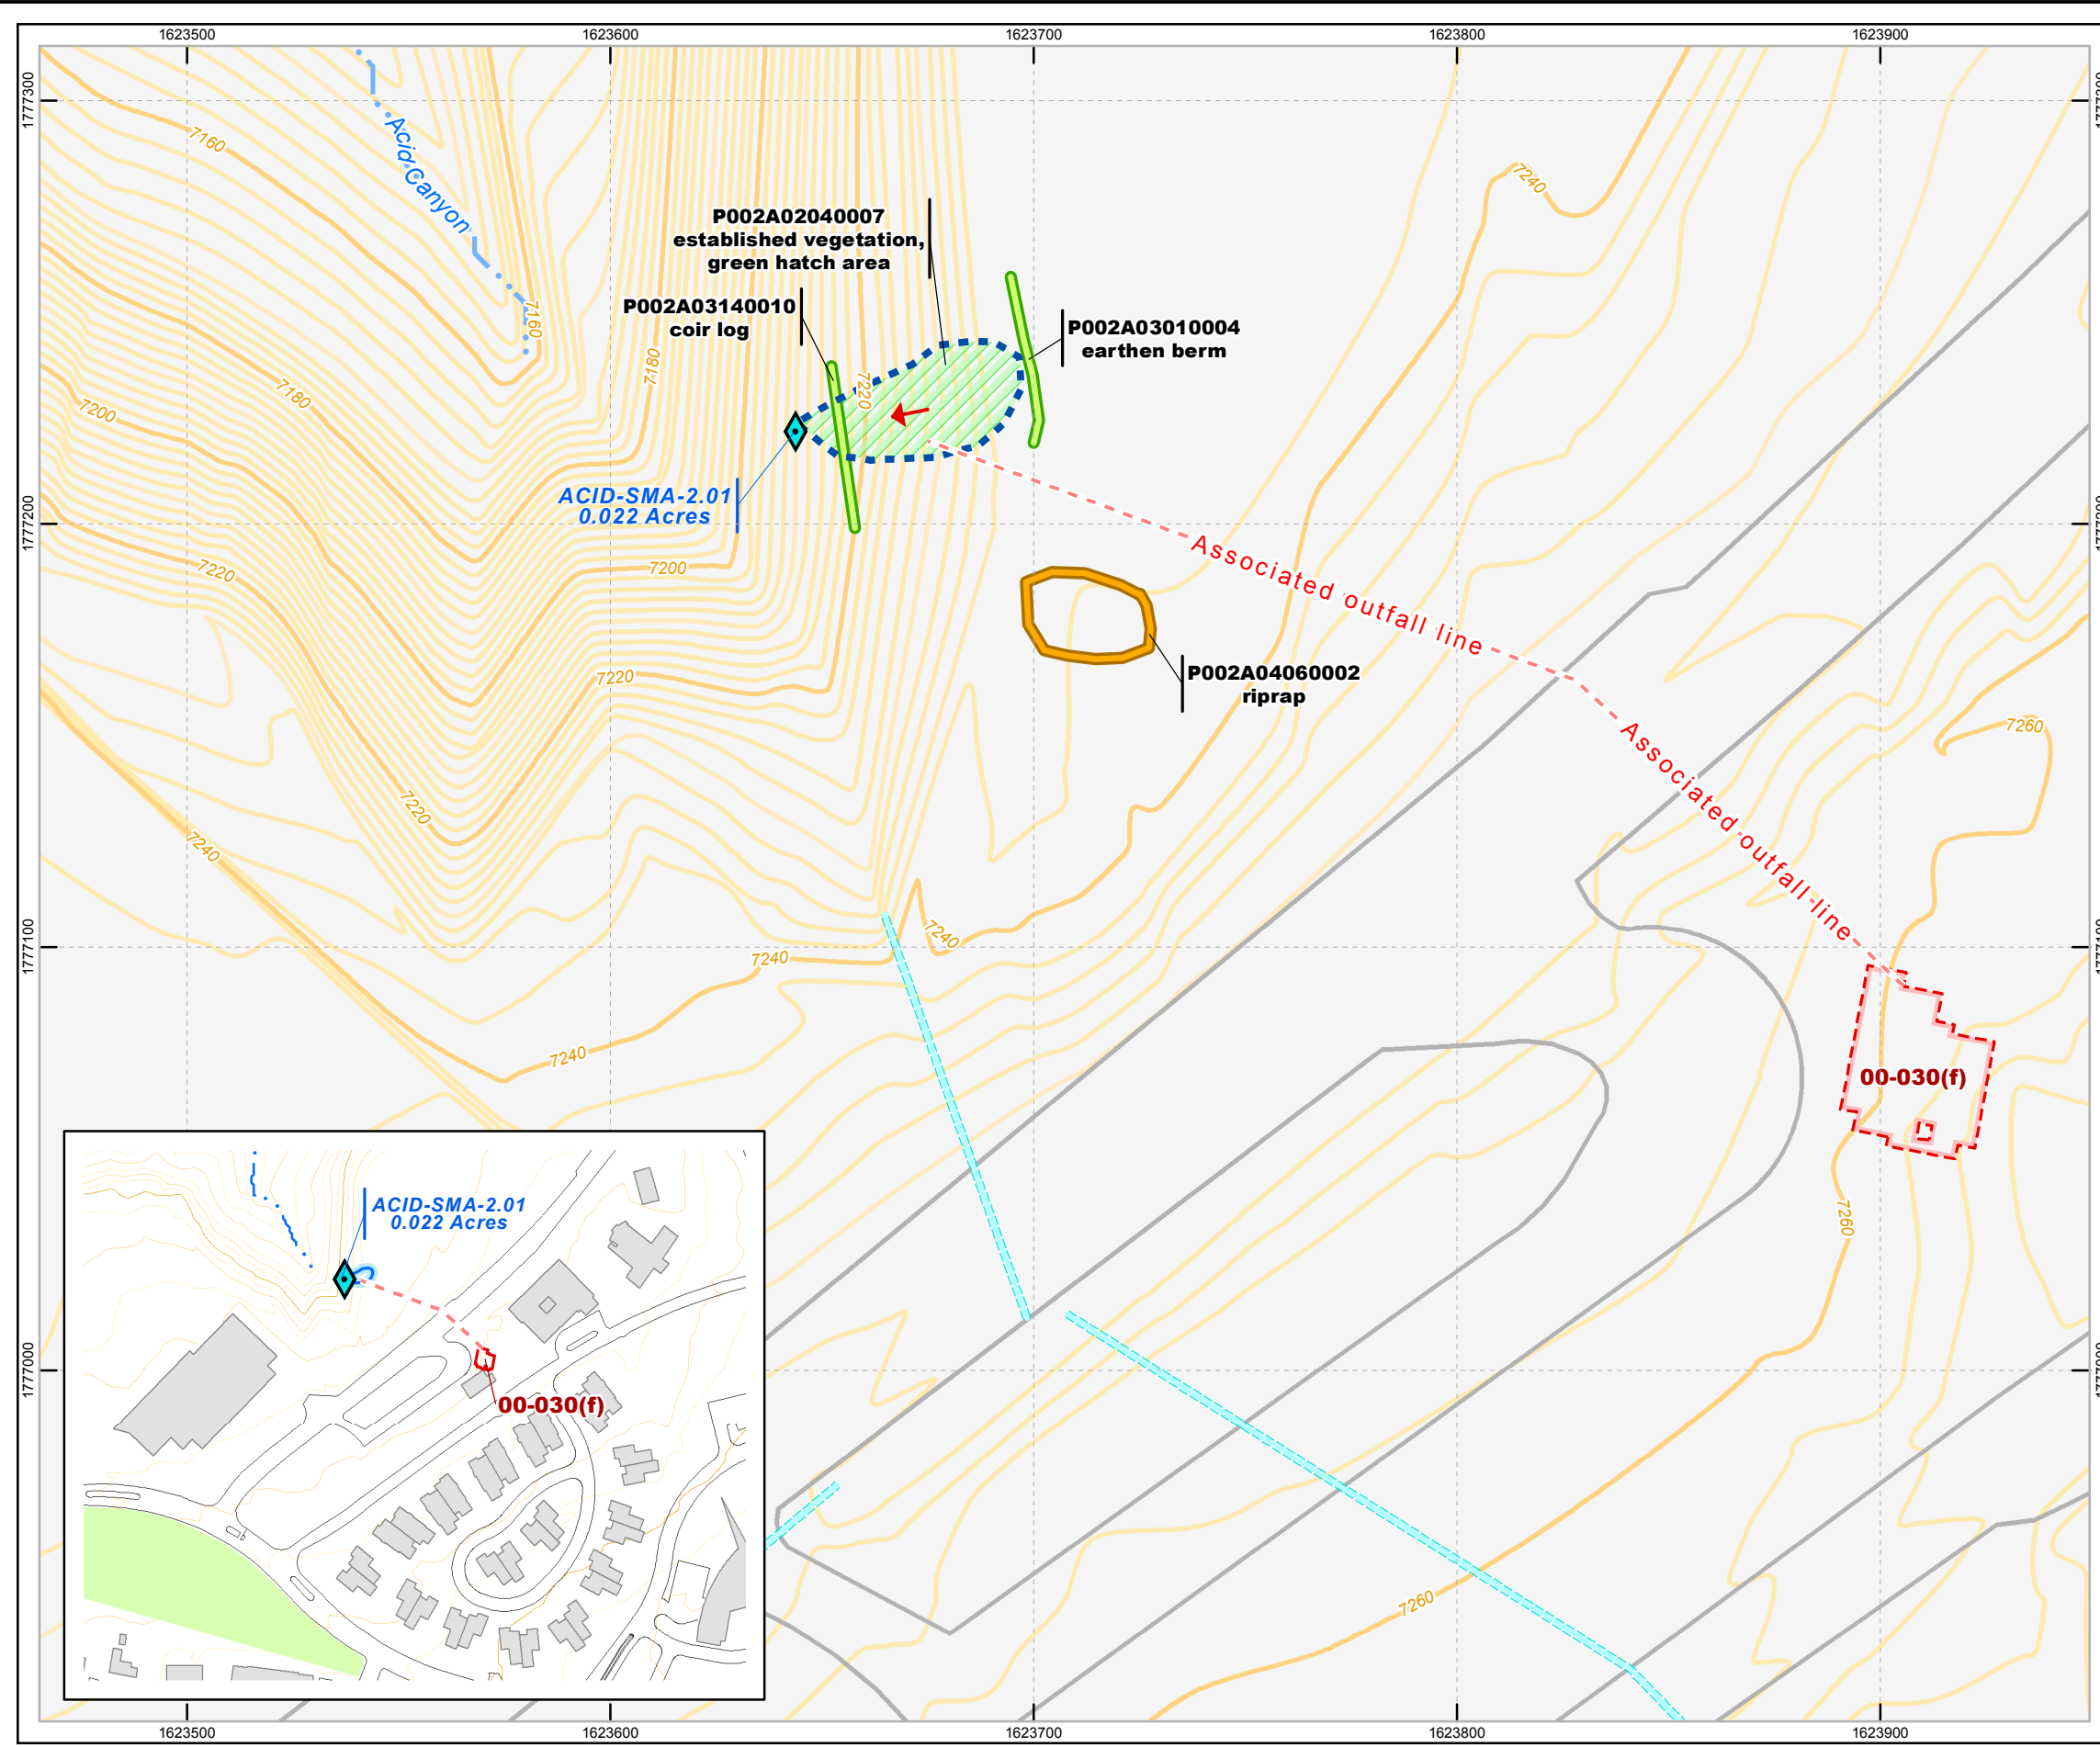 1623500 1623600 1623700 1623800 1623900
1777300
7160
Acid Canyon
7240
P002A02040007
established vegetation,
green hatch area
P002A03140010
coir log
7160
P002A03010004
earthen berm
7180
7180
7220
7200
ACID-SMA-2.01
0.022 Acres
1777200
Associated outfall line
7220
7200
7220
P002A04060002
riprap
7260
Associated outfall line
7220
7240
1777100
7240
7240
7240
00-030(f)
7260
ACID-SMA-2.01
0.022 Acres
1777000
00-030(f)
7260
1623500 1623600 1623700 1623800 1623900